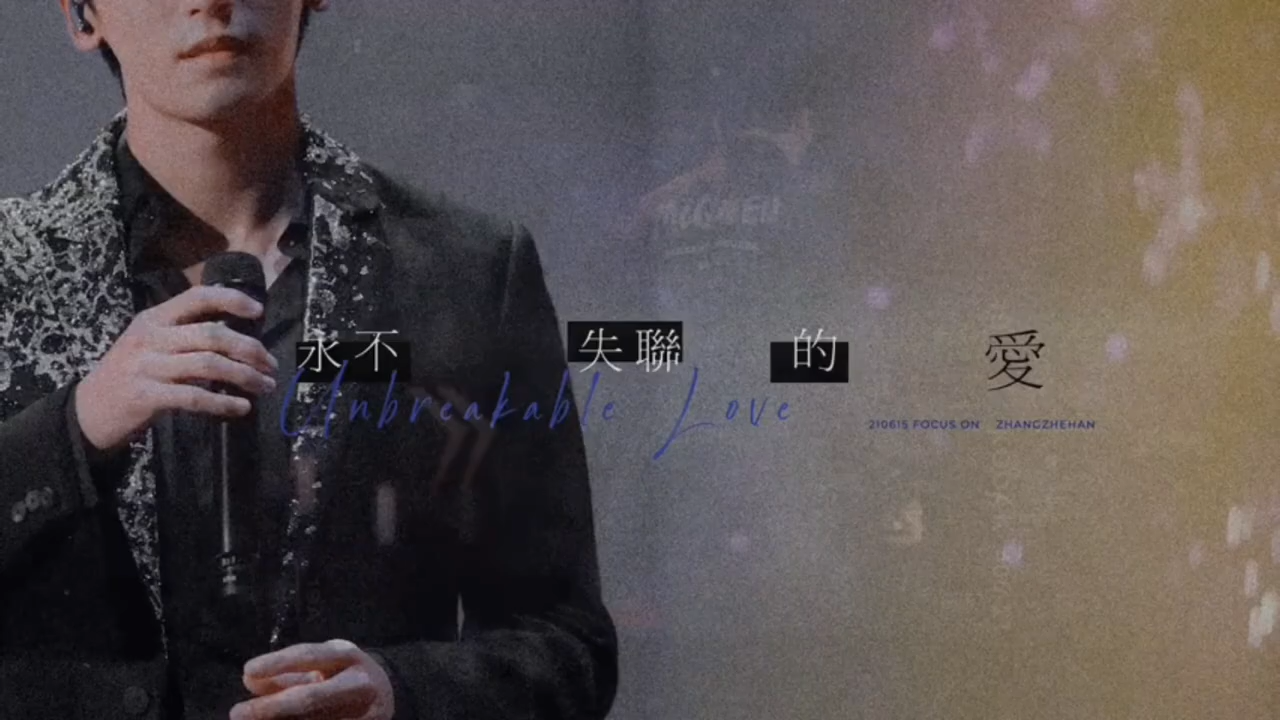 永不 失聯 的 愛
Unbreakable Love
210615 FOCUS ON ZHANGZHEHAN